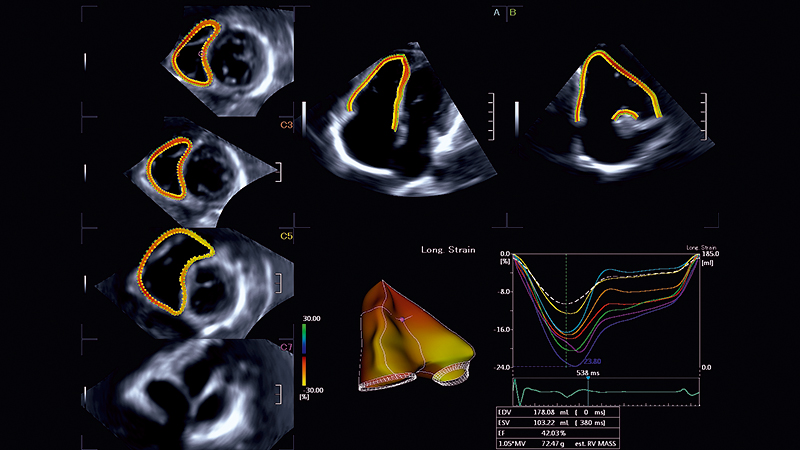 A B
C3
C5
C7
Long. Strain
30.00
-30.00
[%]
Long Strain
0.0
[%]
185.0
[ml]
-8.0
-16.0
-24.0
0.0
-23.80
538 ms
EDV 178.08 ml ( 0 ms)
ESV 103.22 ml ( 380 ms)
EF 42.03%
1.05*MV 72.47 g est. RV MASS